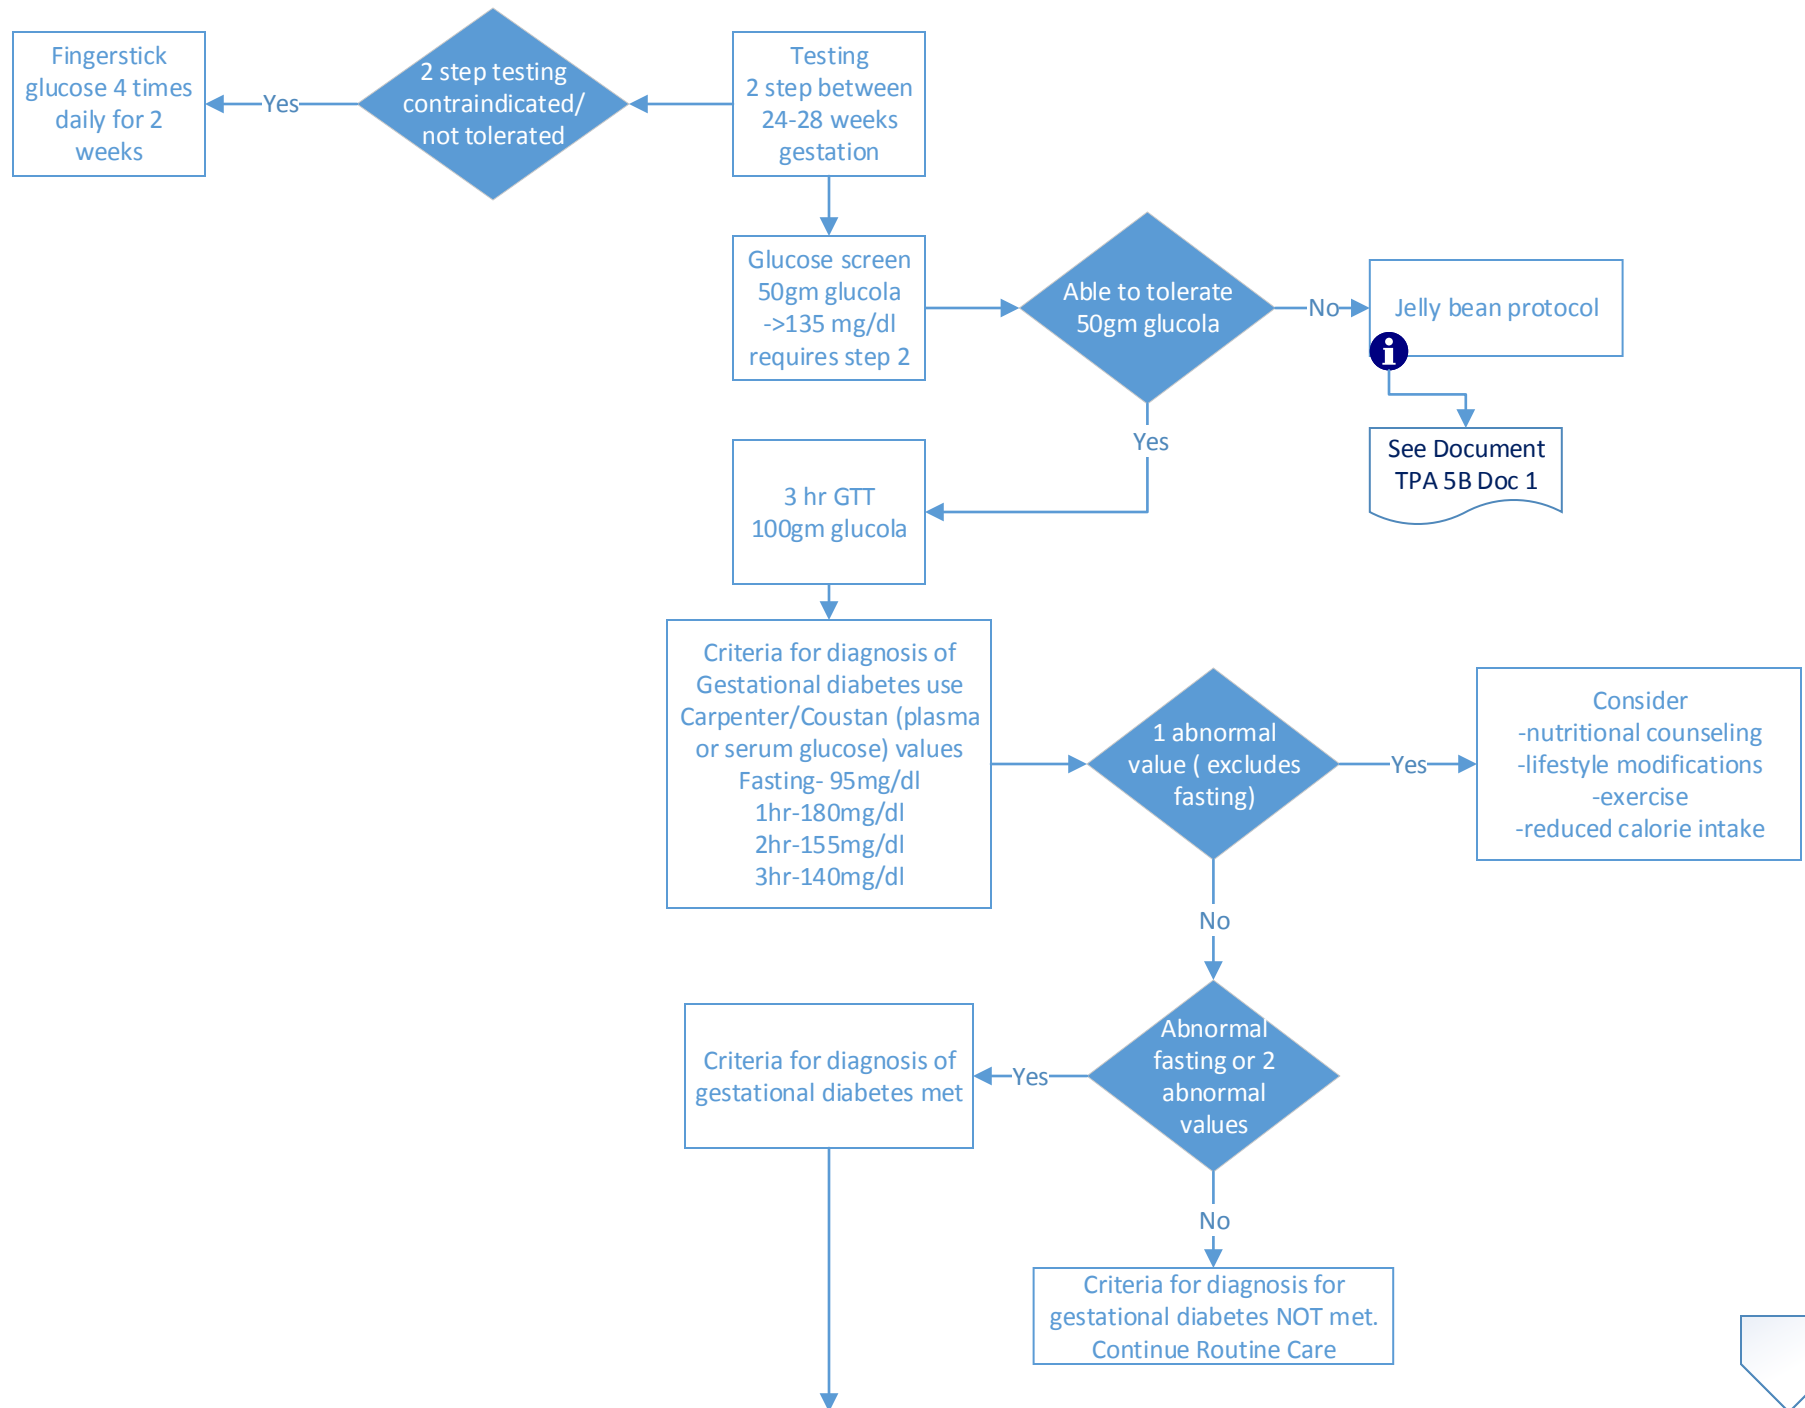 Fingerstick
glucose 4 times
daily for 2
weeks
Yes
2 step testing
contraindicated/
not tolerated
Testing
2 step between
24-28 weeks
gestation
Glucose screen
50gm glucola
->135 mg/dl
requires step 2
Able to tolerate
50gm glucola
No
Jelly bean protocol
i
See Document
TPA 5B Doc 1
Yes
3 hr GTT
100gm glucola
Criteria for diagnosis of
Gestational diabetes use
Carpenter/Coustan (plasma
or serum glucose) values
Fasting- 95mg/dl
1hr-180mg/dl
2hr-155mg/dl
3hr-140mg/dl
1 abnormal
value ( excludes
fasting)
Yes
Consider
-nutritional counseling
-lifestyle modifications
-exercise
-reduced calorie intake
No
Abnormal
fasting or 2
abnormal
values
Yes
Criteria for diagnosis of
gestational diabetes met
No
Criteria for diagnosis for
gestational diabetes NOT met.
Continue Routine Care